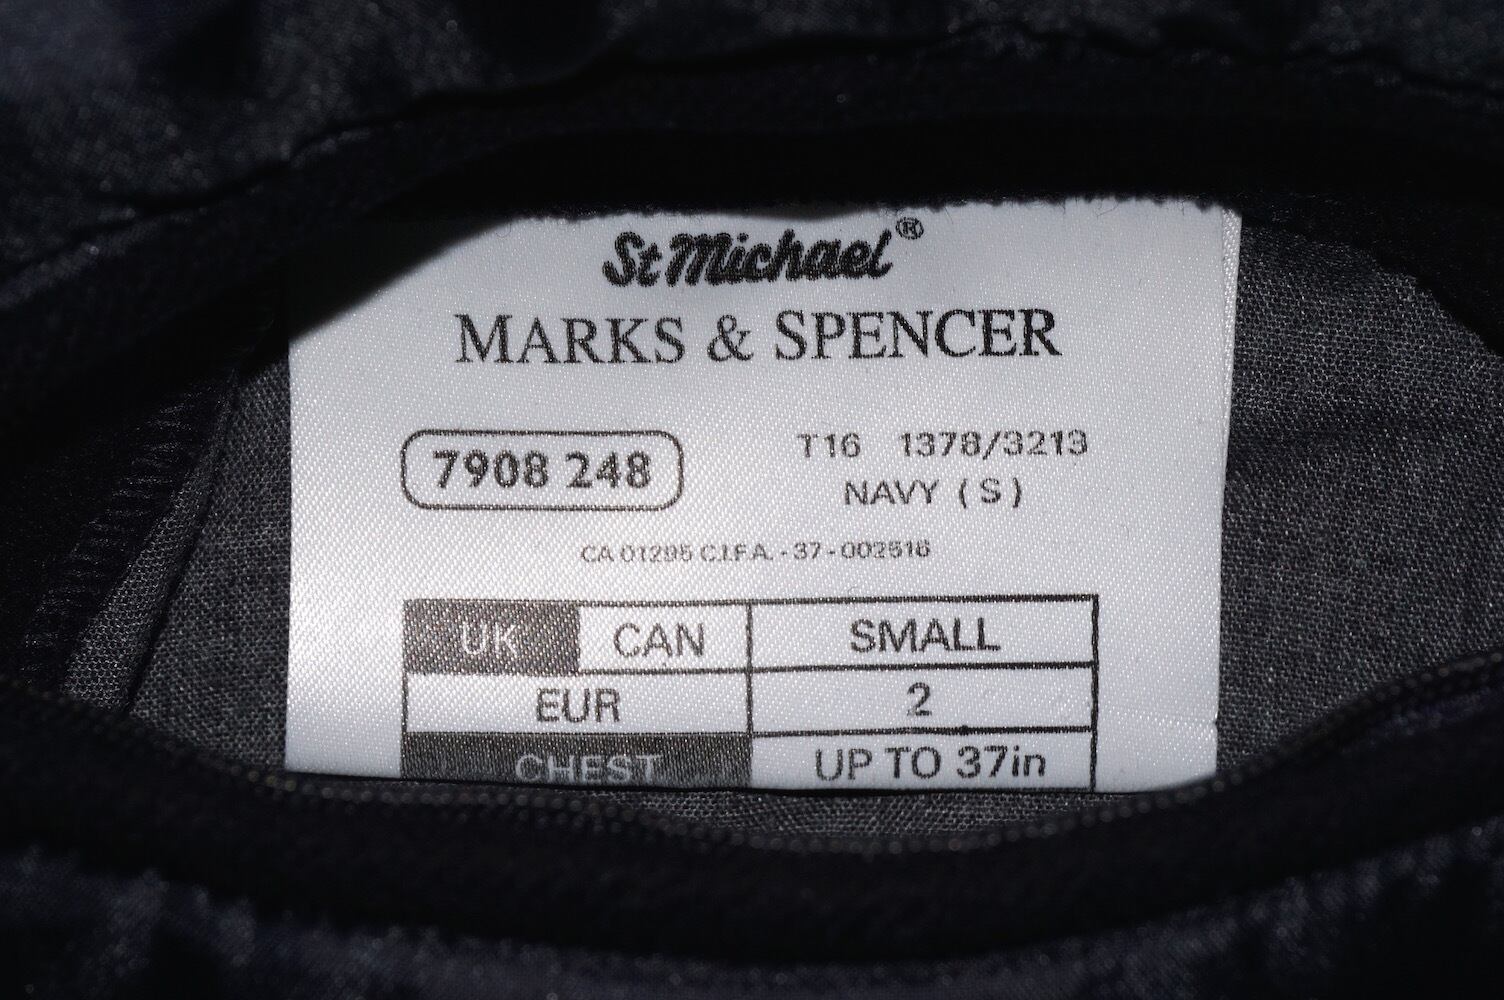 St Michael®
MARKS & SPENCER
7908 248
T16 1378/3213
NAVY (S)
CA 01295 C.I.F.A. - 37 - 002516
UK CAN SMALL
EUR 2
CHEST UP TO 37in